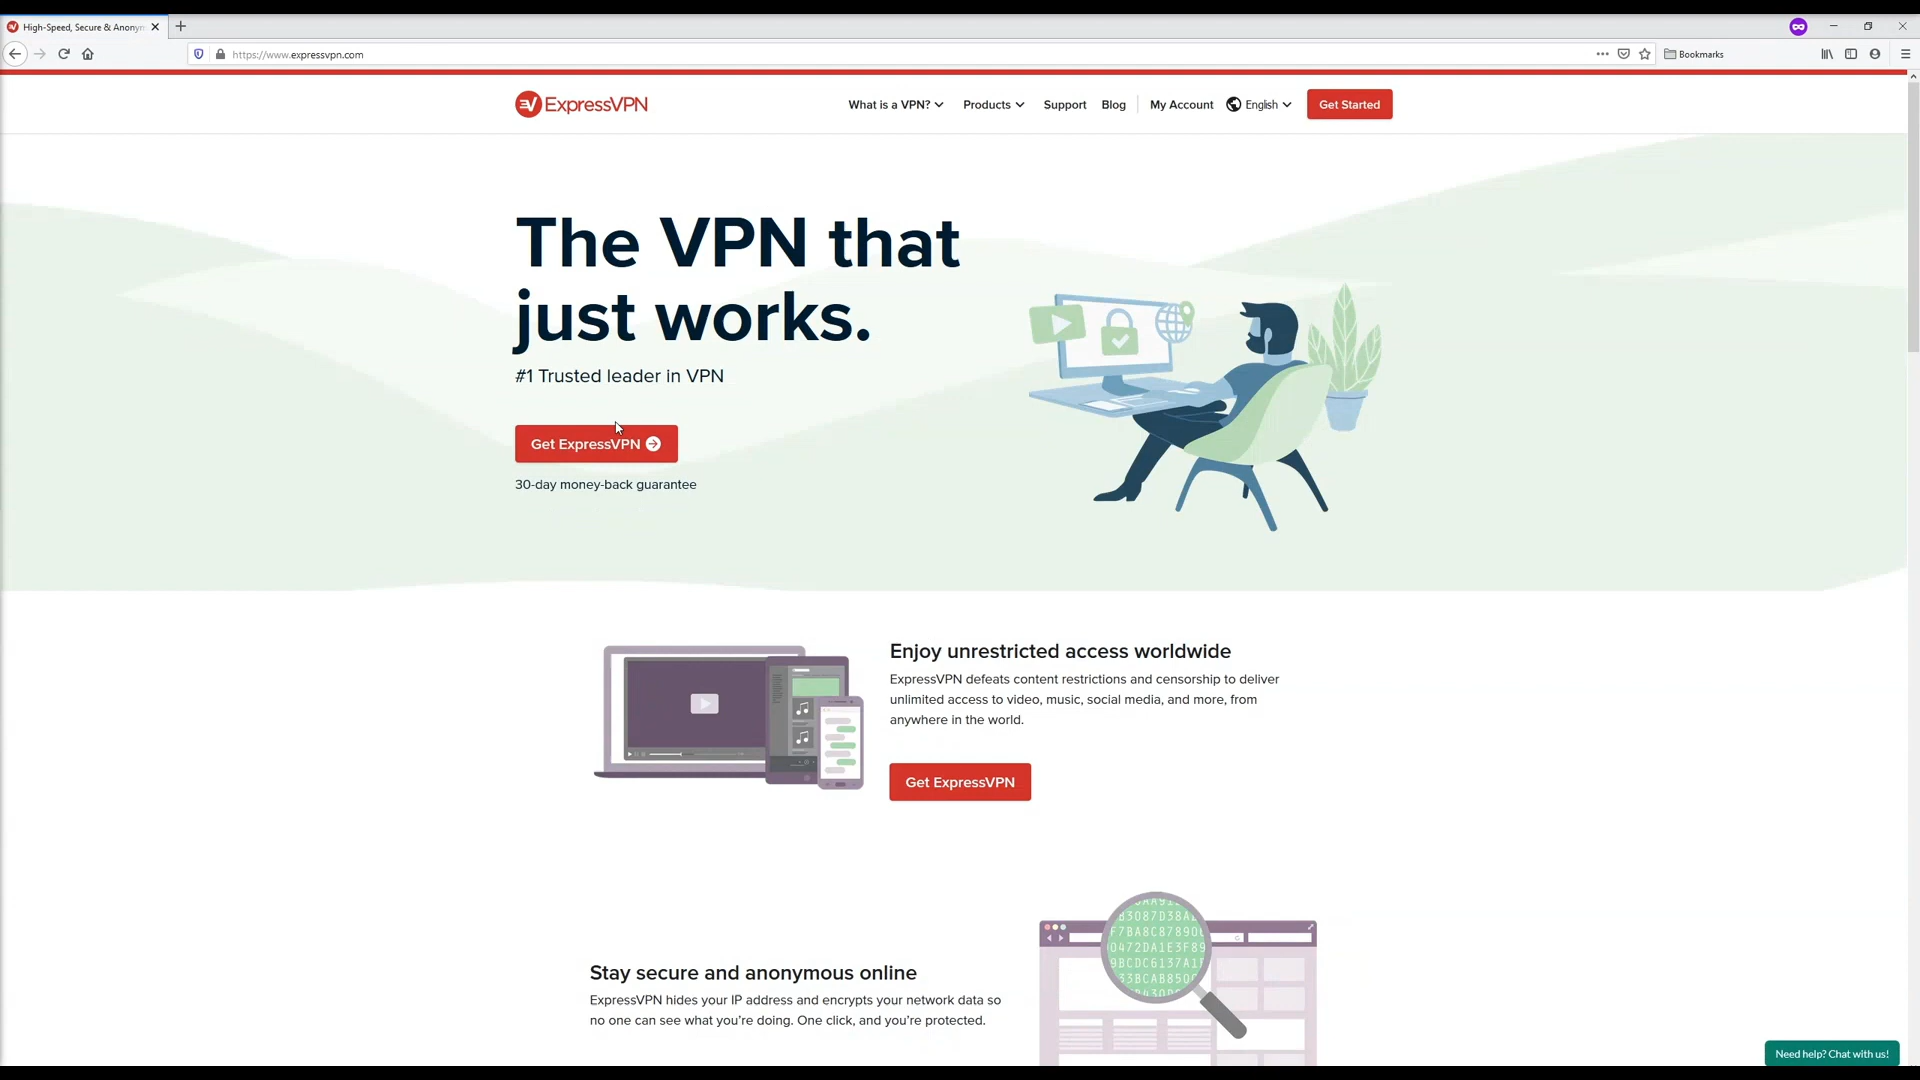 High-Speed, Secure & Anonym
https://www.expressvpn.com
Bookmarks
ExpressVPN
What is a VPN?
Products
Support
Blog
My Account
English
Get Started
The VPN that
just works.
#1 Trusted leader in VPN
Get ExpressVPN
30-day money-back guarantee
Enjoy unrestricted access worldwide
ExpressVPN defeats content restrictions and censorship to deliver
unlimited access to video, music, social media, and more, from
anywhere in the world.
Get ExpressVPN
B3087D38A
F7BA8C87890
0472DA1E3F89
9BCDC6137A1
33BCAB850
Stay secure and anonymous online
ExpressVPN hides your IP address and encrypts your network data so
no one can see what you're doing. One click, and you're protected.
Need help? Chat with us!